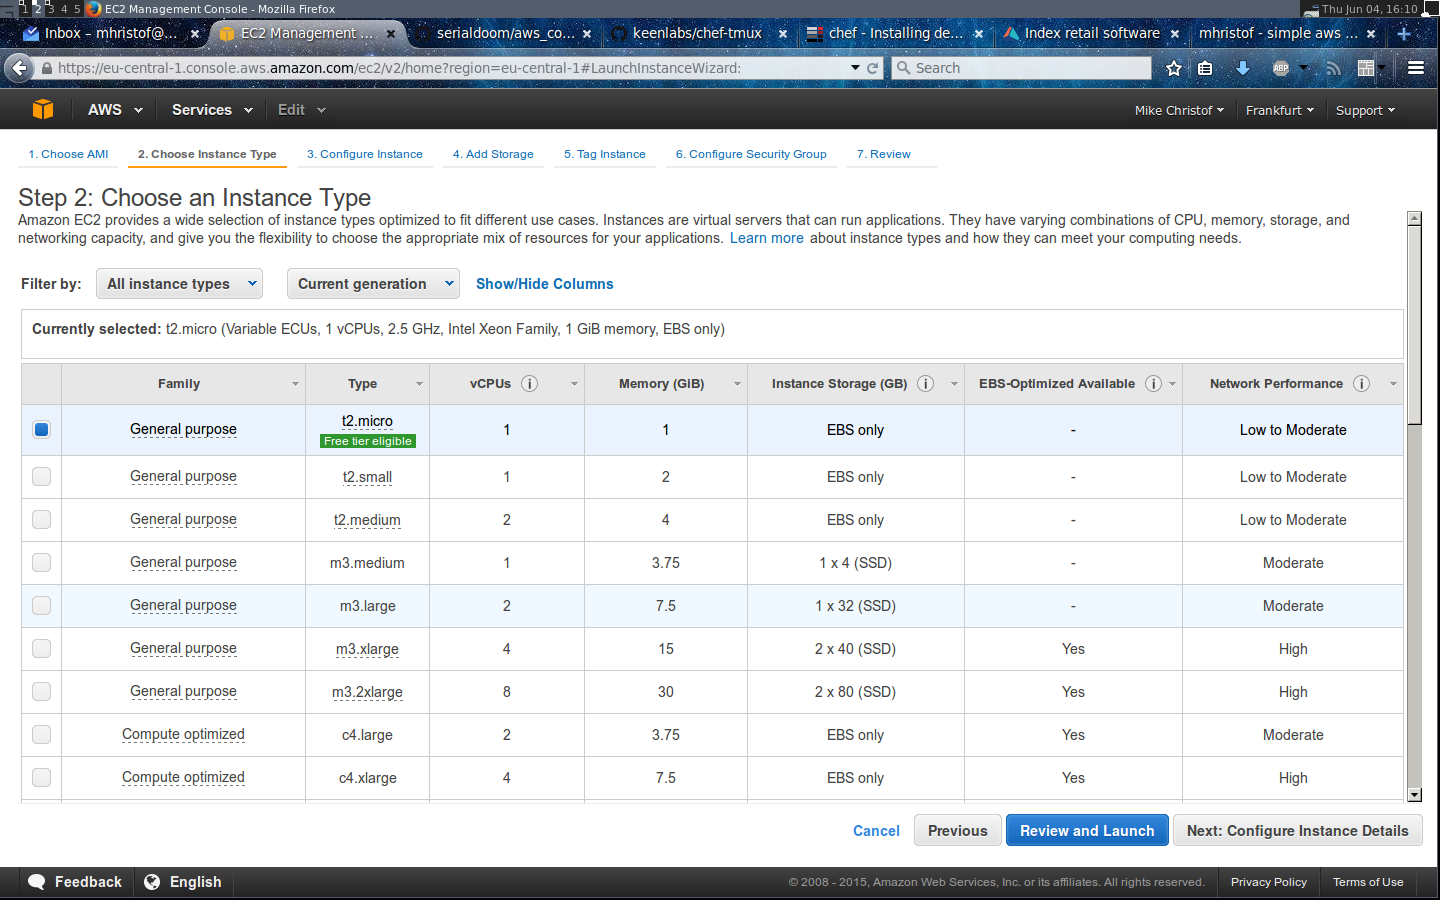 1 2 3 4 5 EC2 Management Console - Mozilla Firefox Thu Jun 04, 16:10
Inbox – mhristof@... × EC2 Management ... × serialdoom/aws_co... × keenlabs/chef-tmux × chef - Installing de... × Index retail software × mhristof - simple aws ... × +
https://eu-central-1.console.aws.amazon.com/ec2/v2/home?region=eu-central-1#LaunchInstanceWizard: Search ABP
AWS Services Edit Mike Christof Frankfurt Support
1. Choose AMI 2. Choose Instance Type 3. Configure Instance 4. Add Storage 5. Tag Instance 6. Configure Security Group 7. Review
Step 2: Choose an Instance Type
Amazon EC2 provides a wide selection of instance types optimized to fit different use cases. Instances are virtual servers that can run applications. They have varying combinations of CPU, memory, storage, and
networking capacity, and give you the flexibility to choose the appropriate mix of resources for your applications. Learn more about instance types and how they can meet your computing needs.
Filter by: All instance types Current generation Show/Hide Columns
Currently selected: t2.micro (Variable ECUs, 1 vCPUs, 2.5 GHz, Intel Xeon Family, 1 GiB memory, EBS only)
Family Type vCPUs i Memory (GiB) Instance Storage (GB) i EBS-Optimized Available i Network Performance i
General purpose t2.micro Free tier eligible 1 1 EBS only - Low to Moderate
General purpose t2.small 1 2 EBS only - Low to Moderate
General purpose t2.medium 2 4 EBS only - Low to Moderate
General purpose m3.medium 1 3.75 1 x 4 (SSD) - Moderate
General purpose m3.large 2 7.5 1 x 32 (SSD) - Moderate
General purpose m3.xlarge 4 15 2 x 40 (SSD) Yes High
General purpose m3.2xlarge 8 30 2 x 80 (SSD) Yes High
Compute optimized c4.large 2 3.75 EBS only Yes Moderate
Compute optimized c4.xlarge 4 7.5 EBS only Yes High
Cancel Previous Review and Launch Next: Configure Instance Details
Feedback English © 2008 - 2015, Amazon Web Services, Inc. or its affiliates. All rights reserved. Privacy Policy Terms of Use